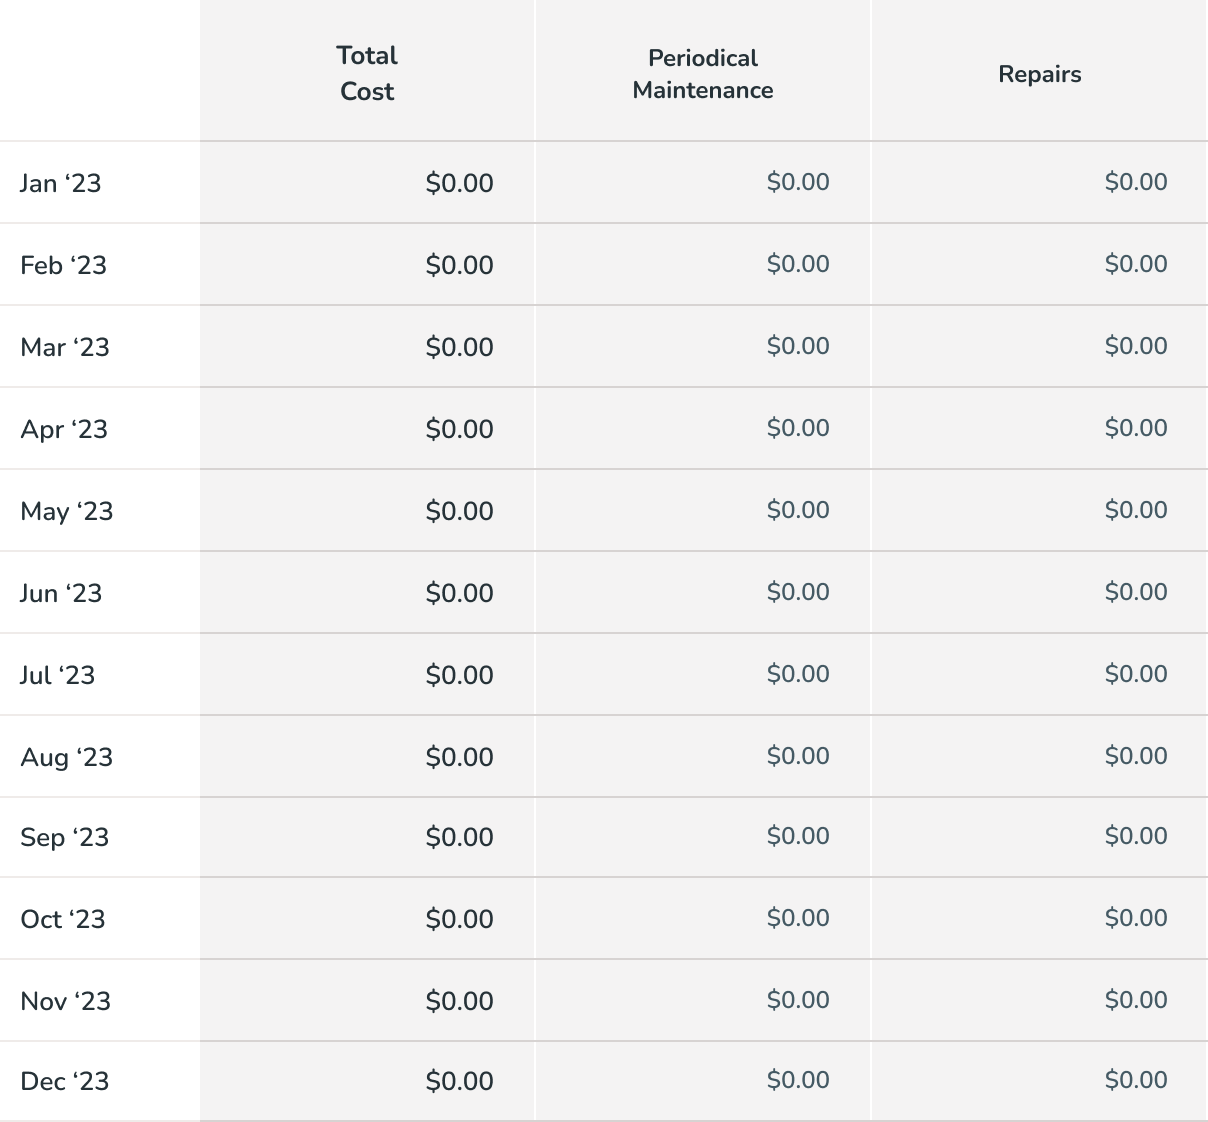 Total
Cost
Periodical
Maintenance
Repairs
Jan ‘23 $0.00 $0.00 $0.00
Feb ‘23 $0.00 $0.00 $0.00
Mar ‘23 $0.00 $0.00 $0.00
Apr ‘23 $0.00 $0.00 $0.00
May ‘23 $0.00 $0.00 $0.00
Jun ‘23 $0.00 $0.00 $0.00
Jul ‘23 $0.00 $0.00 $0.00
Aug ‘23 $0.00 $0.00 $0.00
Sep ‘23 $0.00 $0.00 $0.00
Oct ‘23 $0.00 $0.00 $0.00
Nov ‘23 $0.00 $0.00 $0.00
Dec ‘23 $0.00 $0.00 $0.00